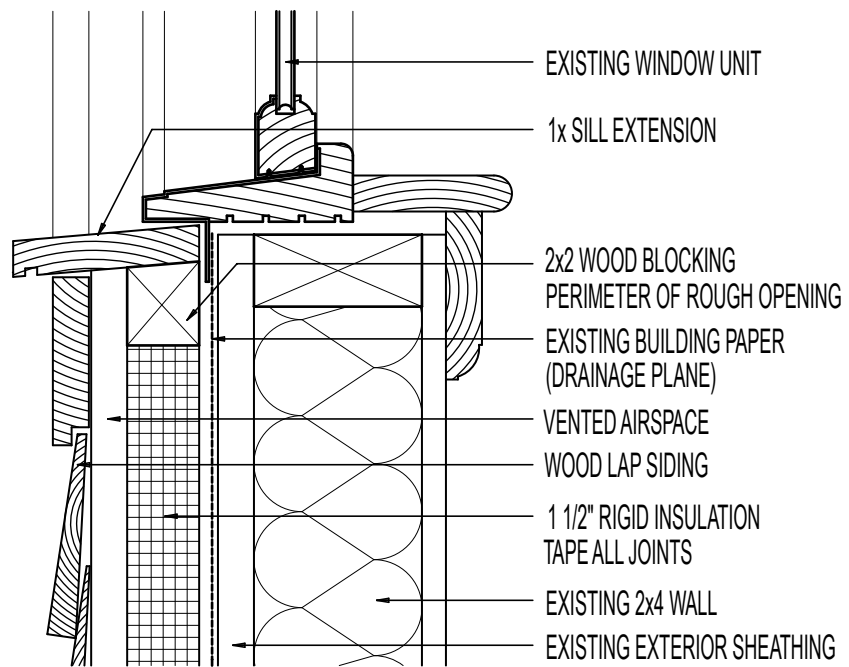 EXISTING WINDOW UNIT
1x SILL EXTENSION
2x2 WOOD BLOCKING
PERIMETER OF ROUGH OPENING
EXISTING BUILDING PAPER
(DRAINAGE PLANE)
VENTED AIRSPACE
WOOD LAP SIDING
1 1/2" RIGID INSULATION
TAPE ALL JOINTS
EXISTING 2x4 WALL
EXISTING EXTERIOR SHEATHING